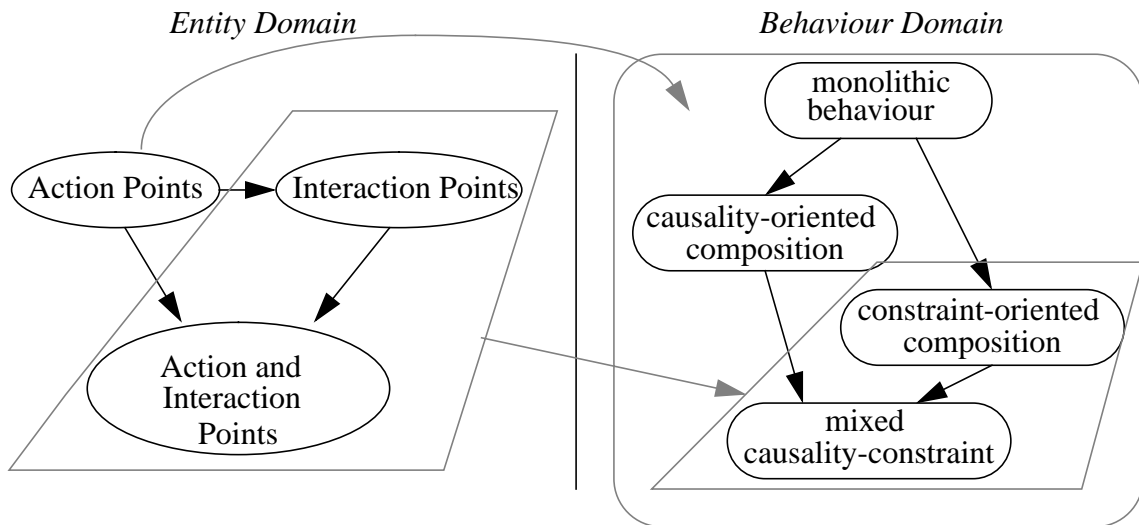 Entity Domain
Behaviour Domain
Action Points
Interaction Points
Action and
Interaction
Points
monolithic
behaviour
causality-oriented
composition
constraint-oriented
composition
mixed
causality-constraint